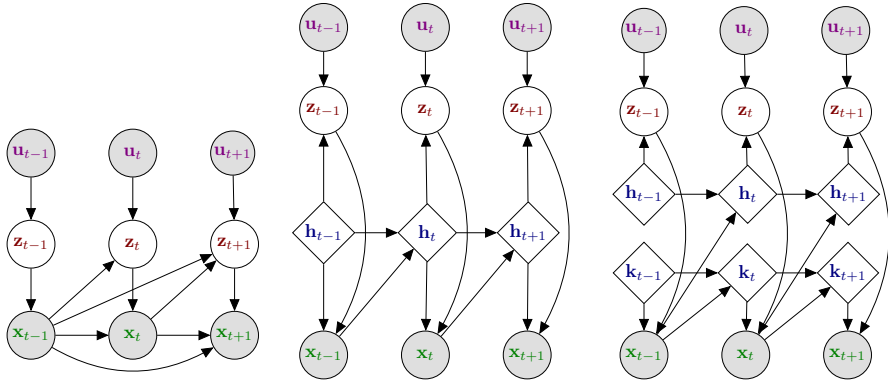 u_{t−1} u_t u_{t+1}
z_{t−1} z_t z_{t+1}
x_{t−1} x_t x_{t+1}
u_{t−1} u_t u_{t+1}
z_{t−1} z_t z_{t+1}
h_{t−1} h_t h_{t+1}
x_{t−1} x_t x_{t+1}
u_{t−1} u_t u_{t+1}
z_{t−1} z_t z_{t+1}
h_{t−1} h_t h_{t+1}
k_{t−1} k_t k_{t+1}
x_{t−1} x_t x_{t+1}